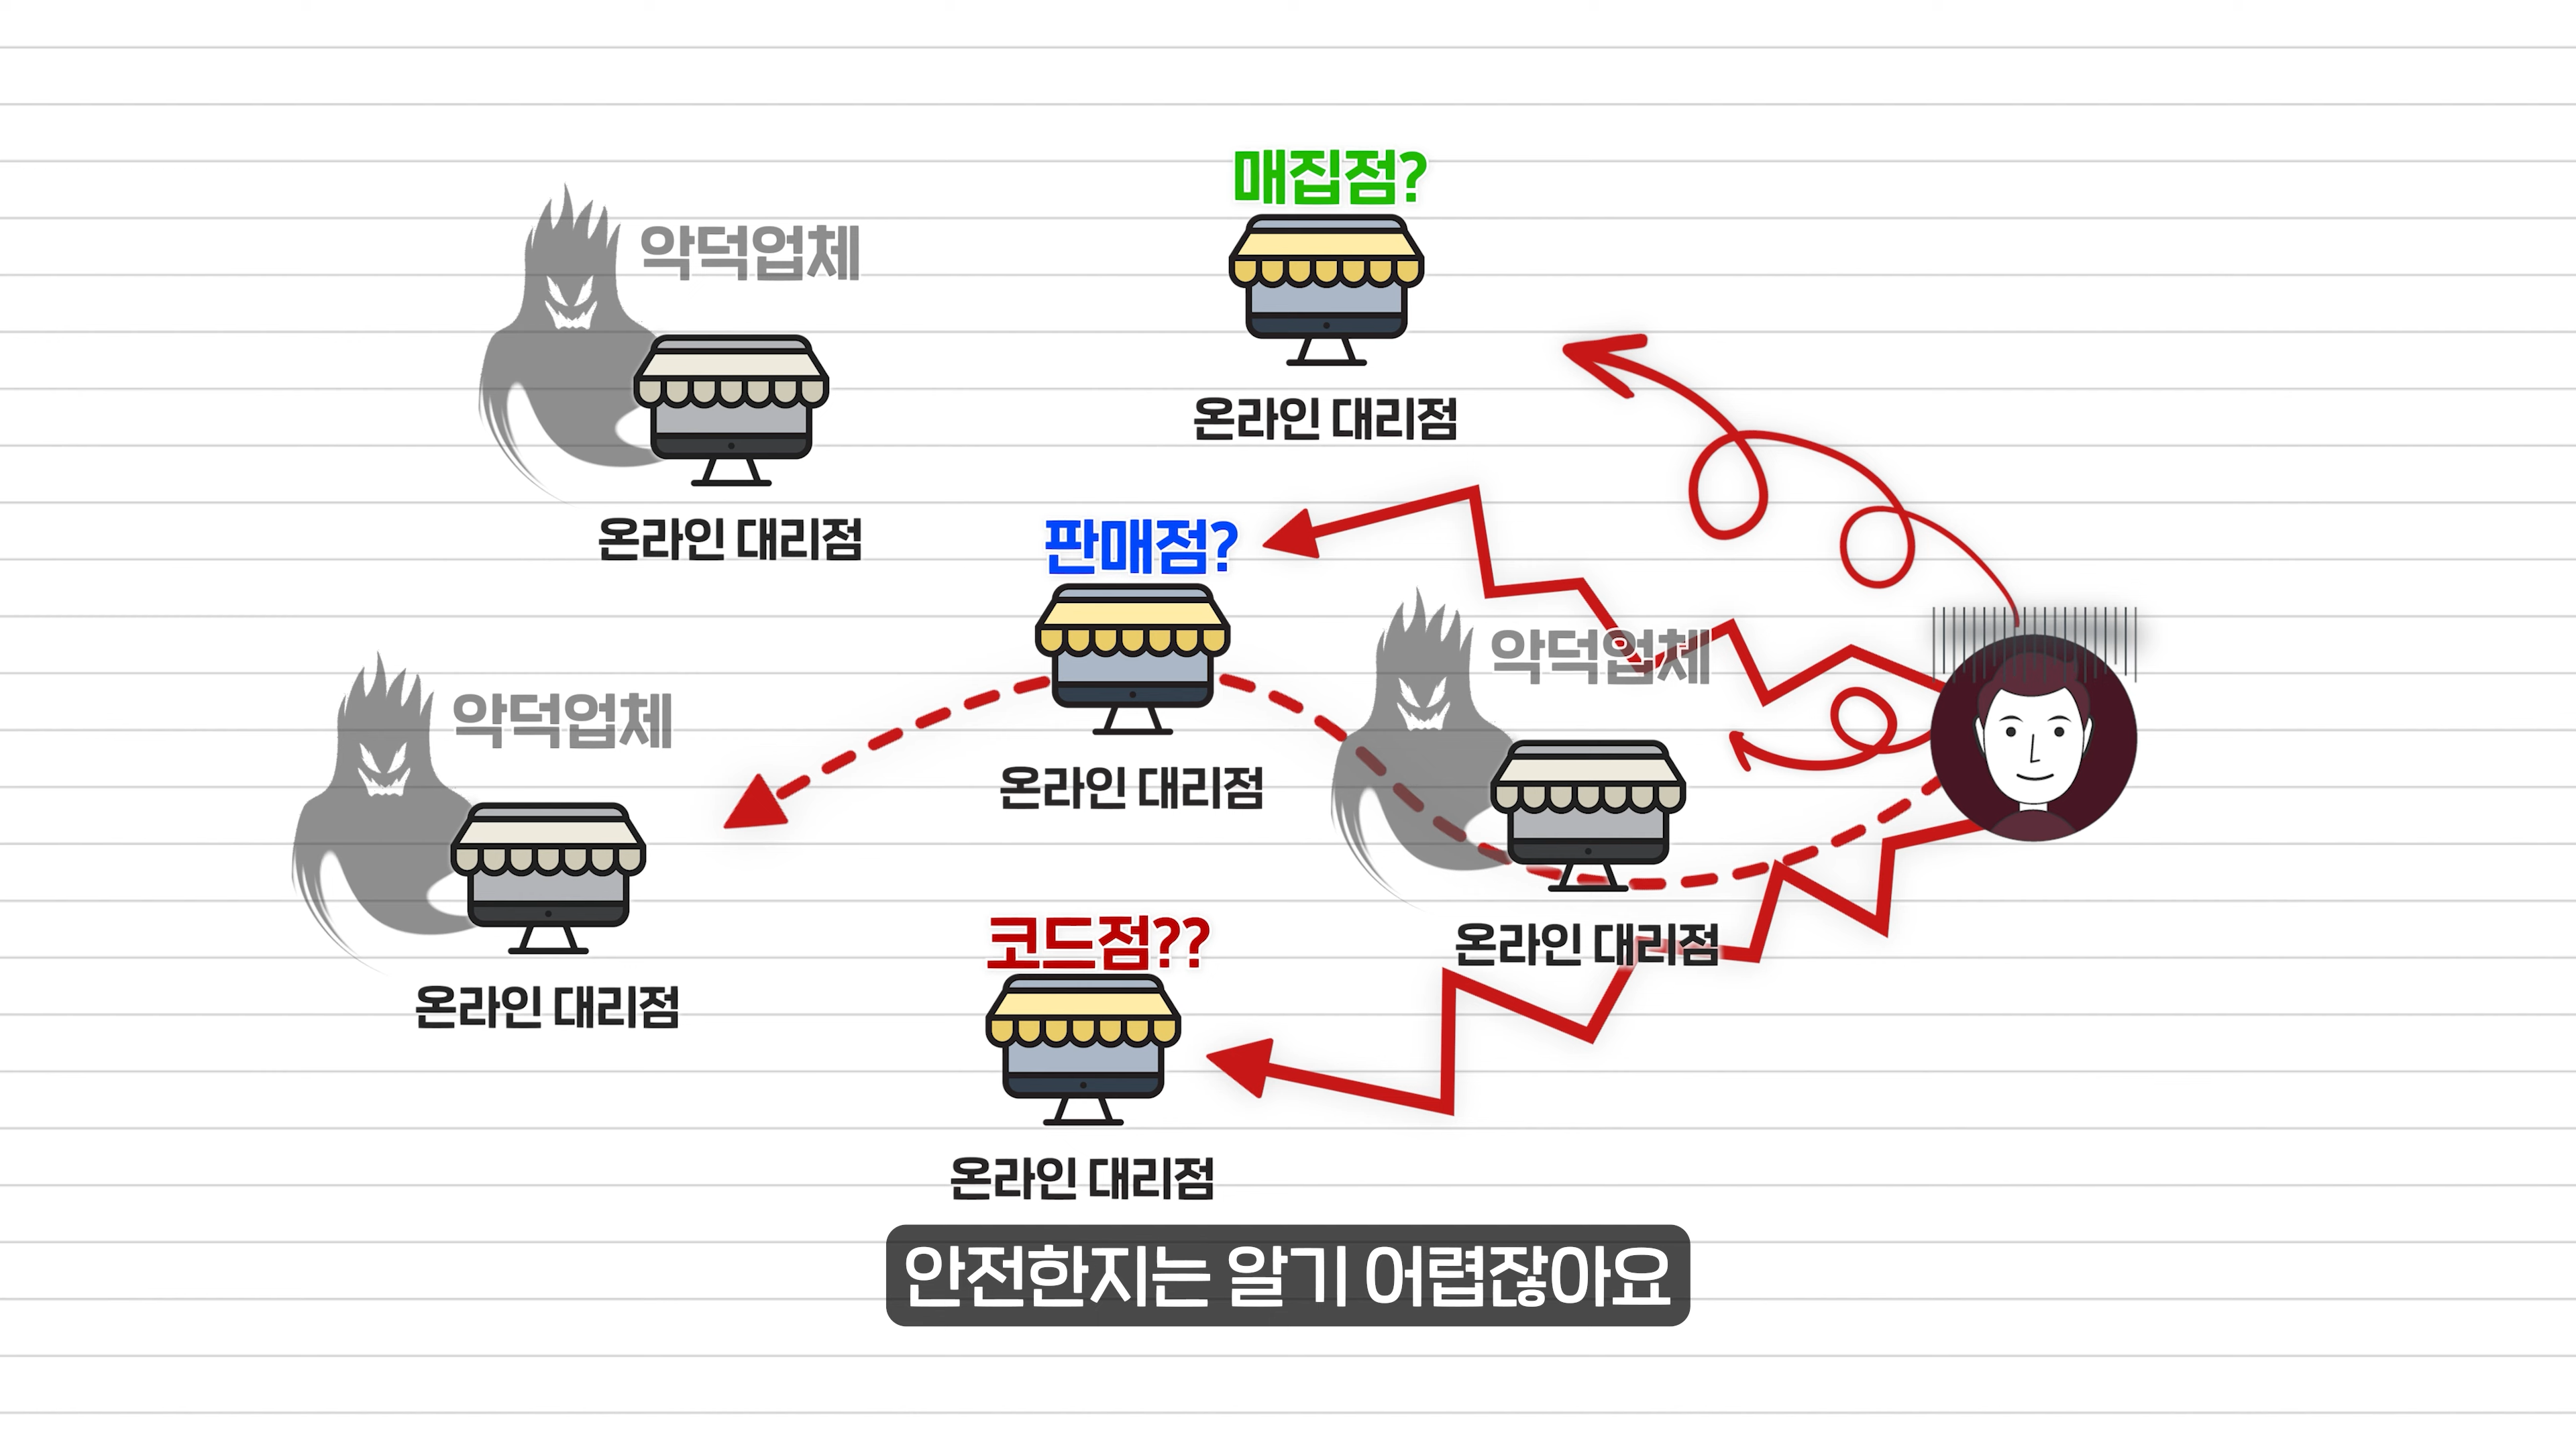 매집점?
온라인 대리점
악덕업체
온라인 대리점
판매점?
온라인 대리점
악덕업체
온라인 대리점
악덕업체
온라인 대리점
코드점??
온라인 대리점
안전한지는 알기 어렵잖아요